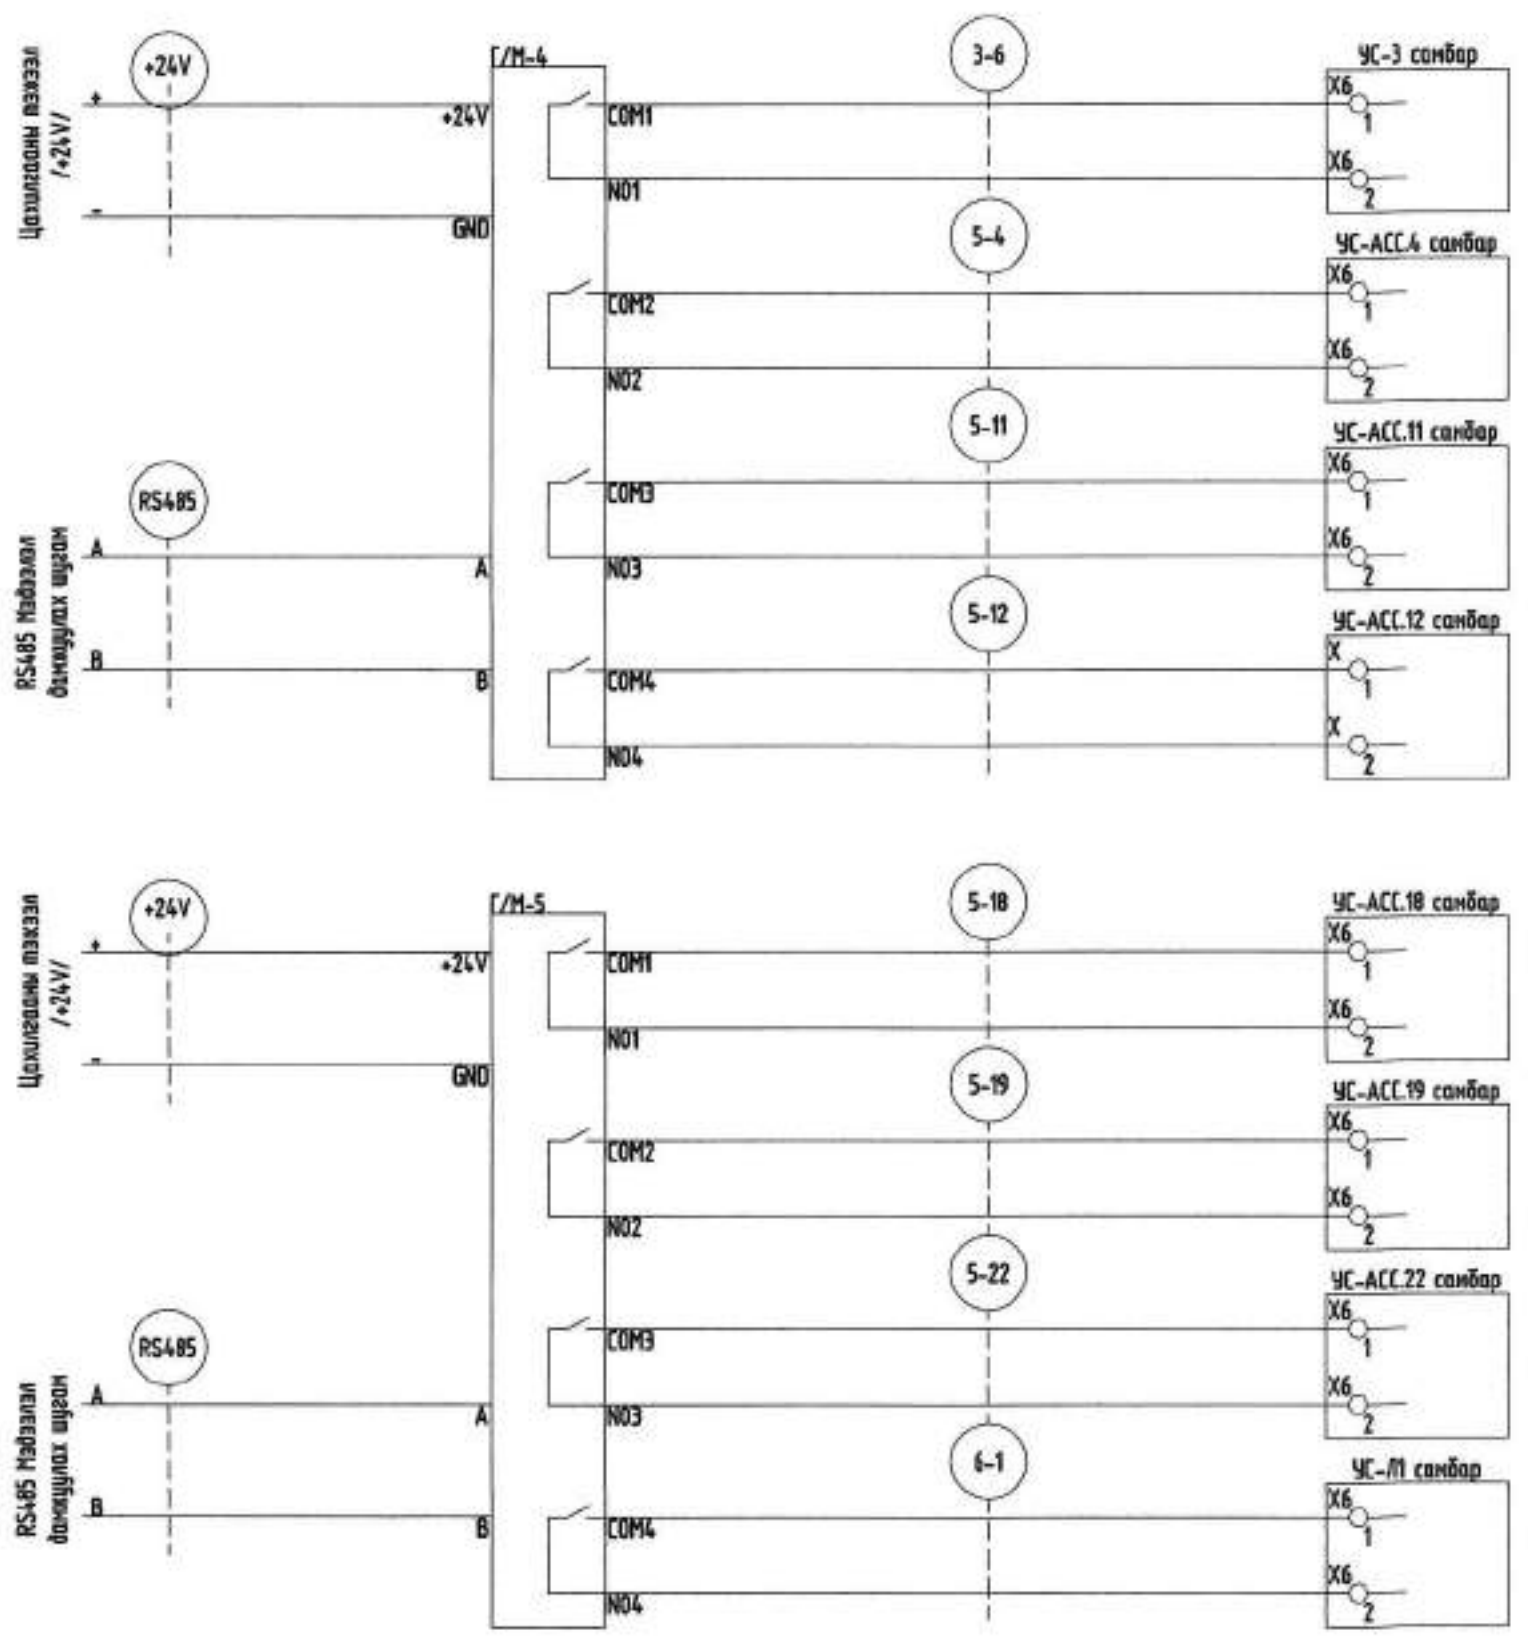 Цахилгааны тэжээл
/+24V/
+24V
+
-
+24V
GND
Г/М-4
RS485 Мэдээлэл
дамжуулах шугам
RS485
A
B
A
B
COM1
NO1
COM2
NO2
COM3
NO3
COM4
NO4
3-6
5-4
5-11
5-12
УС-3 самбар
X6
1
X6
2
УС-АСС.4 самбар
X6
1
X6
2
УС-АСС.11 самбар
X6
1
X6
2
УС-АСС.12 самбар
X
1
X
2
Цахилгааны тэжээл
/+24V/
+24V
+
-
+24V
GND
Г/М-5
RS485 Мэдээлэл
дамжуулах шугам
RS485
A
B
A
B
COM1
NO1
COM2
NO2
COM3
NO3
COM4
NO4
5-18
5-19
5-22
6-1
УС-АСС.18 самбар
X6
1
X6
2
УС-АСС.19 самбар
X6
1
X6
2
УС-АСС.22 самбар
X6
1
X6
2
УС-Л1 самбар
X6
1
X6
2